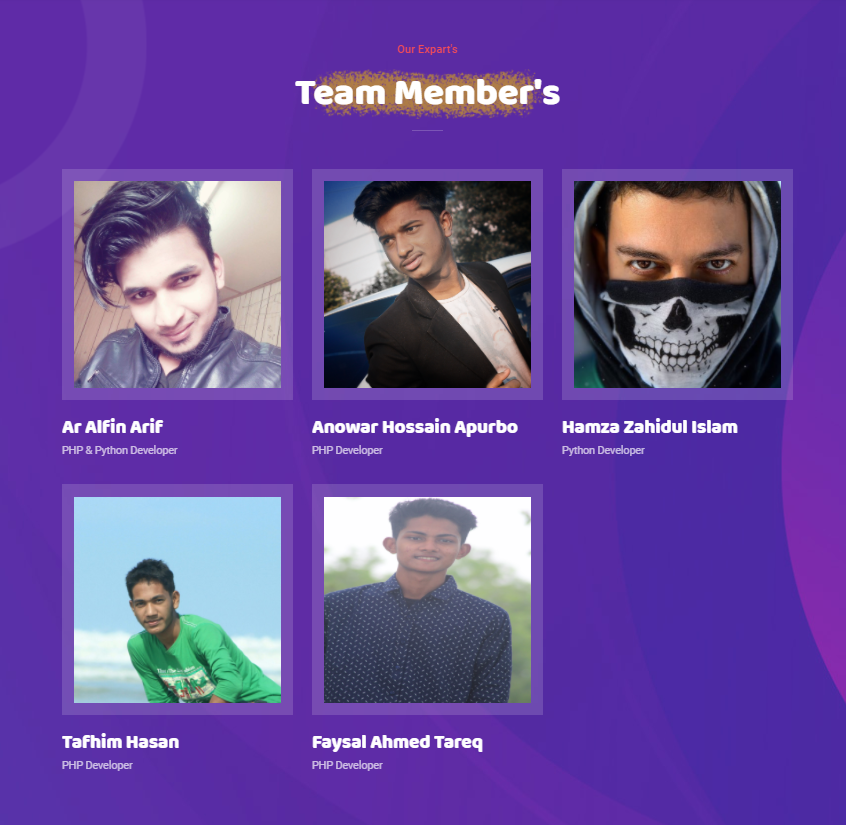 Our Expart's
Team Member's
Ar Alfin Arif
PHP & Python Developer
Anowar Hossain Apurbo
PHP Developer
Hamza Zahidul Islam
Python Developer
Tafhim Hasan
PHP Developer
Faysal Ahmed Tareq
PHP Developer